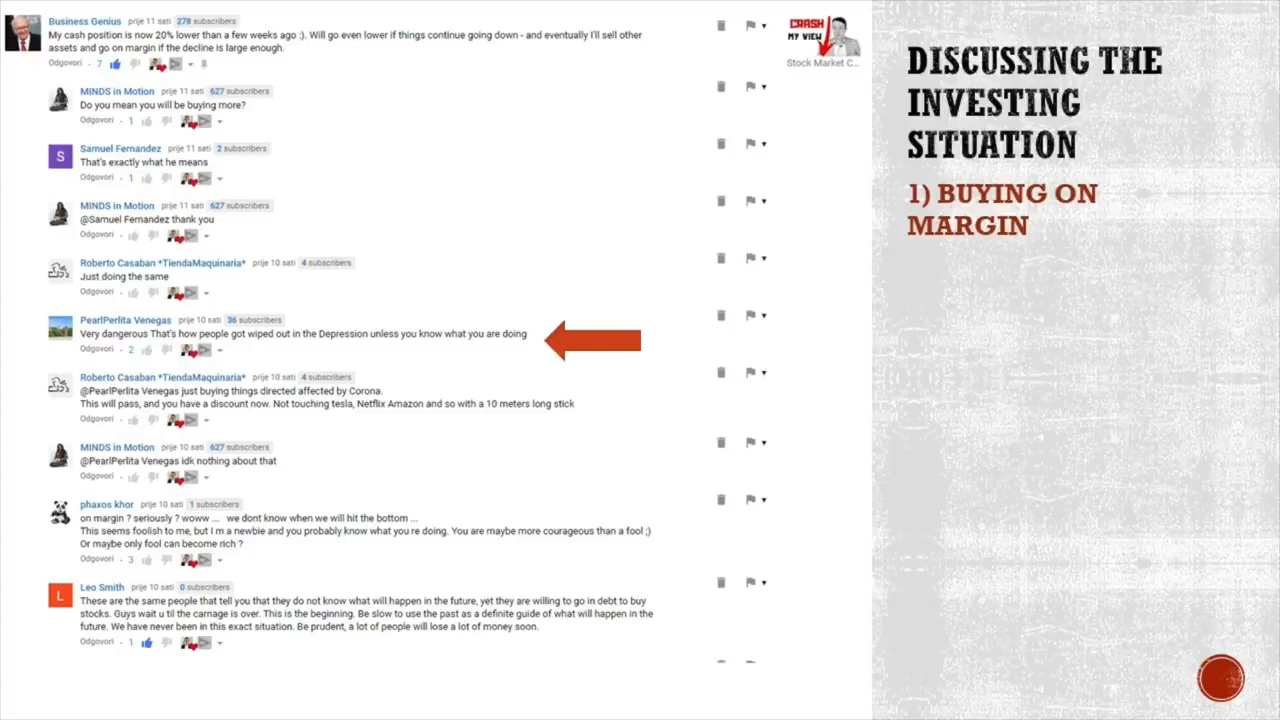 Business Genius prije 11 sati 278 subscribers
My cash position is now 20% lower than a few weeks ago :). Will go even lower if things continue going down - and eventually I'll sell other
assets and go on margin if the decline is large enough.
Odgovori · 7
MINDS in Motion prije 11 sati 627 subscribers
Do you mean you will be buying more?
Odgovori · 1
S
Samuel Fernandez prije 11 sati 2 subscribers
That's exactly what he means
Odgovori · 1
MINDS in Motion prije 11 sati 627 subscribers
@Samuel Fernandez thank you
Odgovori ·
Roberto Casaban *TiendaMaquinaria* prije 10 sati 4 subscribers
Just doing the same
Odgovori ·
PearlPerlita Venegas prije 10 sati 36 subscribers
Very dangerous That's how people got wiped out in the Depression unless you know what you are doing
Odgovori · 2
Roberto Casaban *TiendaMaquinaria* prije 10 sati 4 subscribers
@PearlPerlita Venegas just buying things directed affected by Corona.
This will pass, and you have a discount now. Not touching tesla, Netflix Amazon and so with a 10 meters long stick
Odgovori ·
MINDS in Motion prije 10 sati 627 subscribers
@PearlPerlita Venegas idk nothing about that
Odgovori ·
phaxos khor prije 10 sati 1 subscribers
on margin ? seriously ? woww ... we dont know when we will hit the bottom ...
This seems foolish to me, but I m a newbie and you probably know what you re doing. You are maybe more courageous than a fool ;)
Or maybe only fool can become rich ?
Odgovori · 3
L
Leo Smith prije 10 sati 0 subscribers
These are the same people that tell you that they do not know what will happen in the future, yet they are willing to go in debt to buy
stocks. Guys wait u til the carnage is over. This is the beginning. Be slow to use the past as a definite guide of what will happen in the
future. We have never been in this exact situation. Be prudent, a lot of people will lose a lot of money soon.
Odgovori · 1
CRASH
MY VIEW
Stock Market C...
DISCUSSING THE
INVESTING
SITUATION
1) BUYING ON
MARGIN